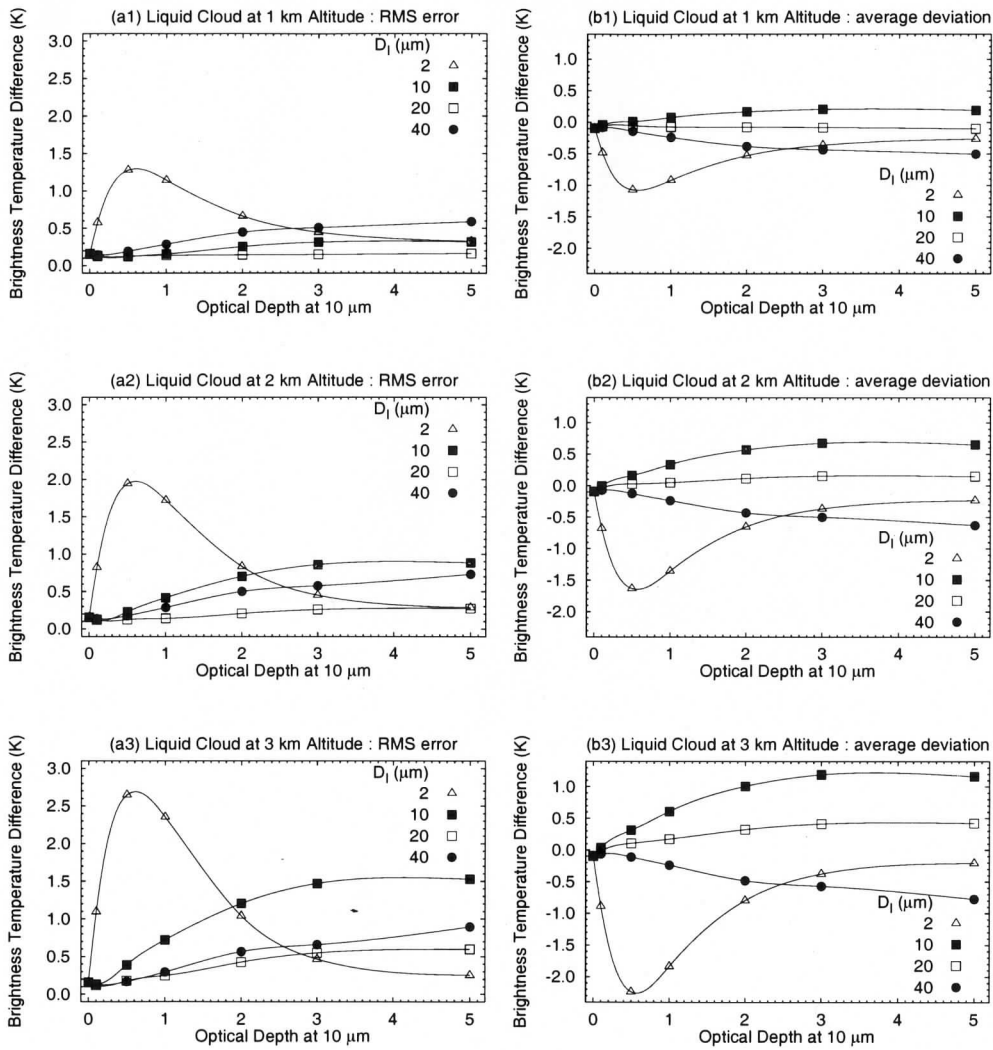 (a1) Liquid Cloud at 1 km Altitude : RMS error
Brightness Temperature Difference (K)
3.0
2.5
2.0
1.5
1.0
0.5
0.0
D_l (μm)
2
10
20
40
0 1 2 3 4 5
Optical Depth at 10 μm
(b1) Liquid Cloud at 1 km Altitude : average deviation
Brightness Temperature Difference (K)
1.0
0.5
0.0
-0.5
-1.0
-1.5
-2.0
D_l (μm)
2
10
20
40
0 1 2 3 4 5
Optical Depth at 10 μm
(a2) Liquid Cloud at 2 km Altitude : RMS error
Brightness Temperature Difference (K)
3.0
2.5
2.0
1.5
1.0
0.5
0.0
D_l (μm)
2
10
20
40
0 1 2 3 4 5
Optical Depth at 10 μm
(b2) Liquid Cloud at 2 km Altitude : average deviation
Brightness Temperature Difference (K)
1.0
0.5
0.0
-0.5
-1.0
-1.5
-2.0
D_l (μm)
2
10
20
40
0 1 2 3 4 5
Optical Depth at 10 μm
(a3) Liquid Cloud at 3 km Altitude : RMS error
Brightness Temperature Difference (K)
3.0
2.5
2.0
1.5
1.0
0.5
0.0
D_l (μm)
2
10
20
40
0 1 2 3 4 5
Optical Depth at 10 μm
(b3) Liquid Cloud at 3 km Altitude : average deviation
Brightness Temperature Difference (K)
1.0
0.5
0.0
-0.5
-1.0
-1.5
-2.0
D_l (μm)
2
10
20
40
0 1 2 3 4 5
Optical Depth at 10 μm